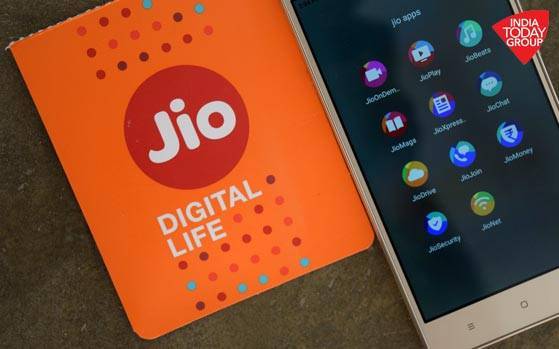 Jio
DIGITAL
LIFE
jio apps
JioOnDem...
JioPlay
JioBeats
JioMags
JioXpress...
JioChat
JioDrive
JioJoin
JioMoney
JioSecurity
JioNet
INDIA
TODAY
GROUP